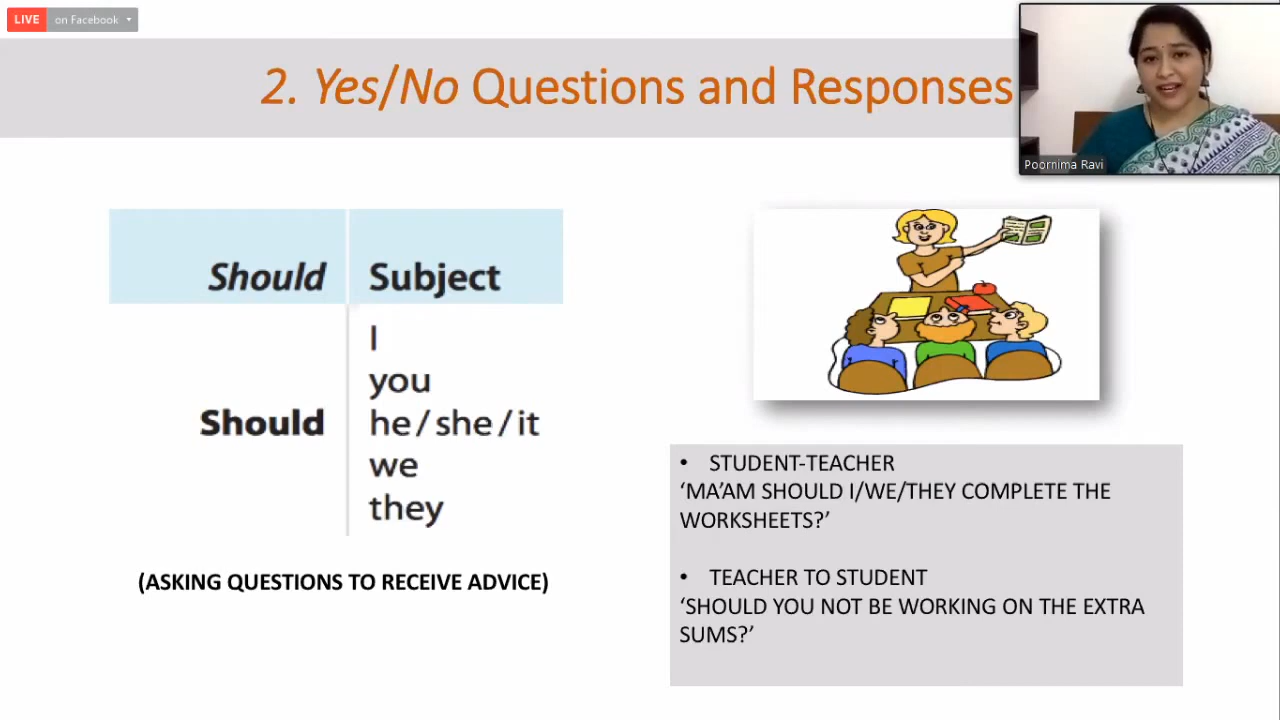 LIVE on Facebook
2. Yes/No Questions and Responses
Poornima Ravi
Should Subject
I
you
Should he / she / it
we
they
(ASKING QUESTIONS TO RECEIVE ADVICE)
• STUDENT-TEACHER
‘MA’AM SHOULD I/WE/THEY COMPLETE THE
WORKSHEETS?’
• TEACHER TO STUDENT
‘SHOULD YOU NOT BE WORKING ON THE EXTRA
SUMS?’